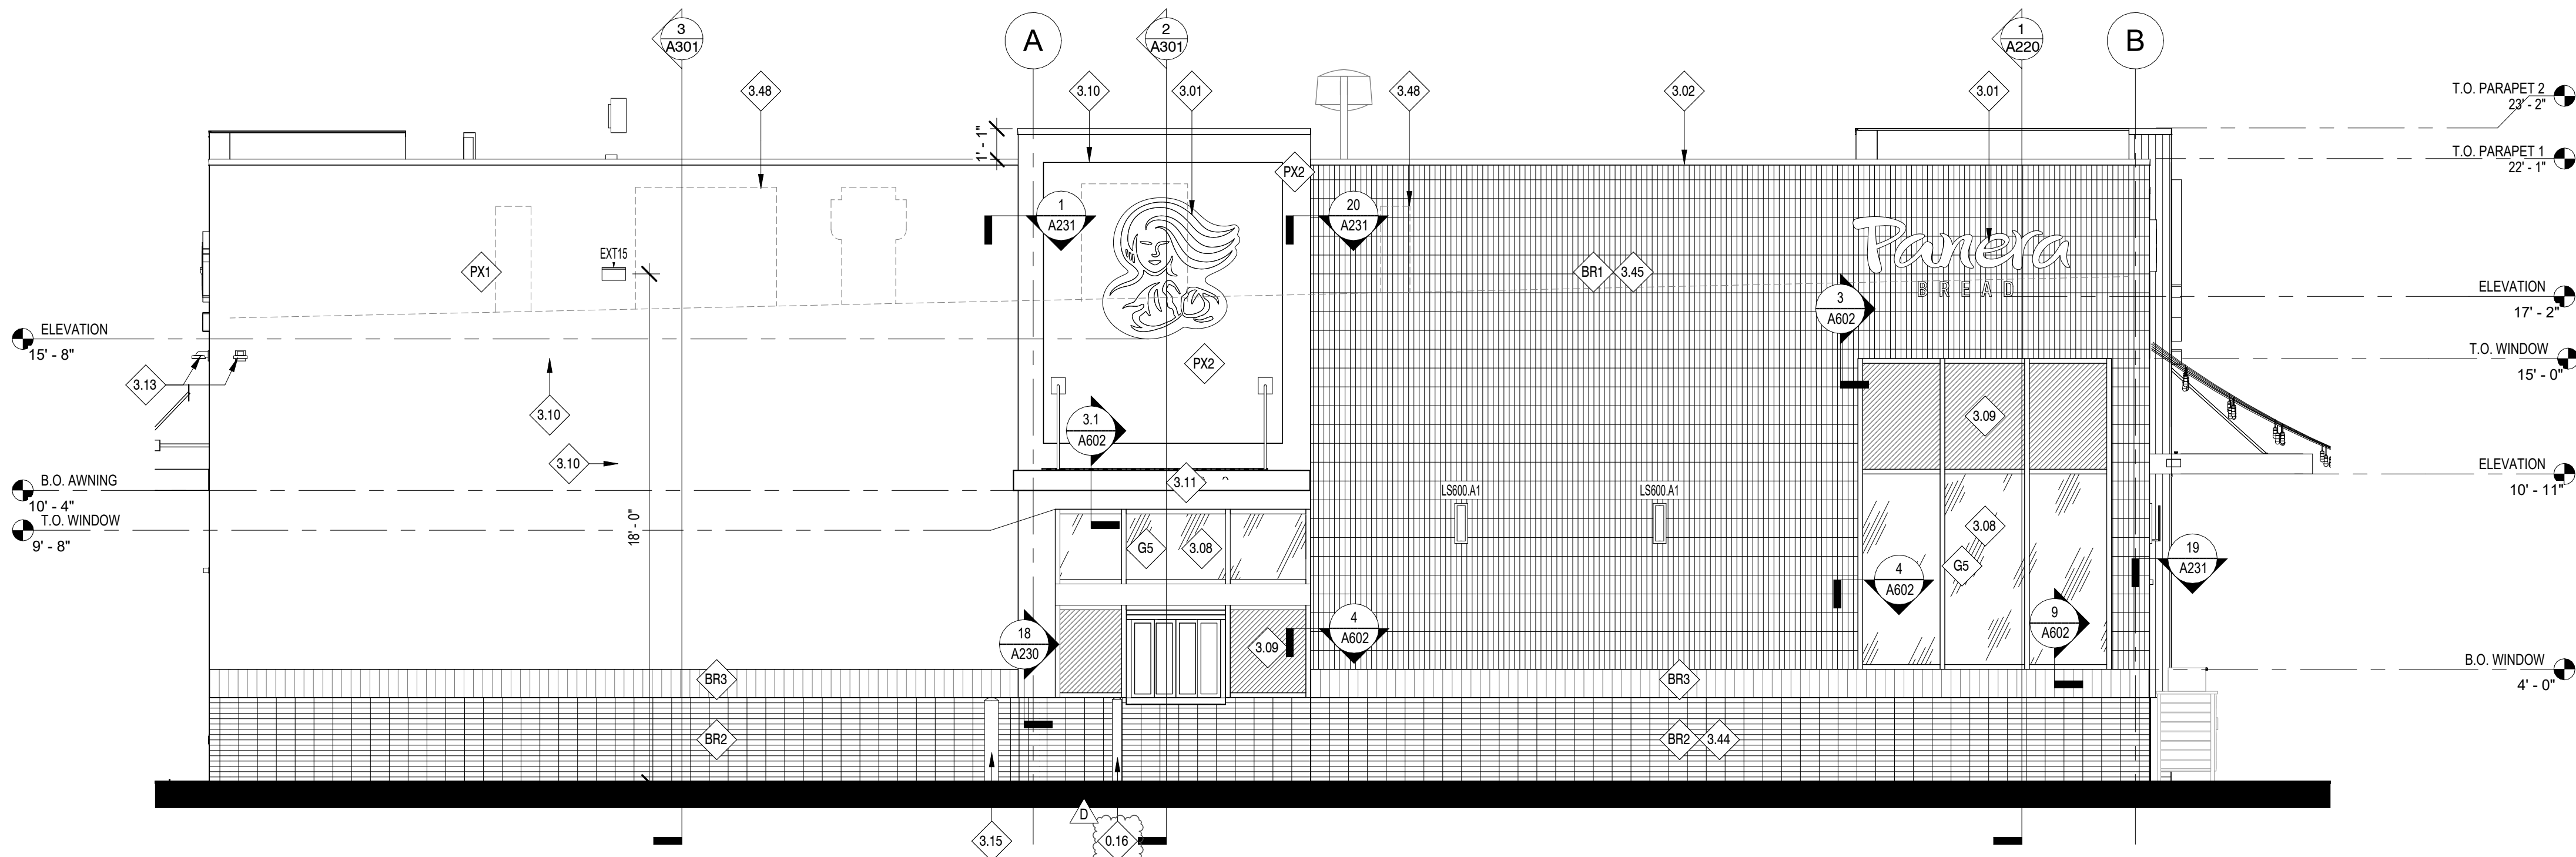 3
A301
A
2
A301
1
A220
B
3.48
3.10
3.01
3.48
3.02
3.01
T.O. PARAPET 2
23' - 2"
1' - 1"
T.O. PARAPET 1
22' - 1"
PX2
1
A231
20
A231
Panera
BREAD
EXT15
PX1
BR1
3.45
3
A602
ELEVATION
17' - 2"
ELEVATION
15' - 8"
T.O. WINDOW
15' - 0"
PX2
3.13
3.10
3.09
3.1
A602
3.10
ELEVATION
10' - 11"
B.O. AWNING
10' - 4"
3.11
LS600.A1
LS600.A1
T.O. WINDOW
9' - 8"
18' - 0"
G5
3.08
3.08
G5
19
A231
4
A602
9
A602
18
A230
3.09
4
A602
B.O. WINDOW
4' - 0"
BR3
BR3
BR2
BR2
3.44
D
3.15
0.16